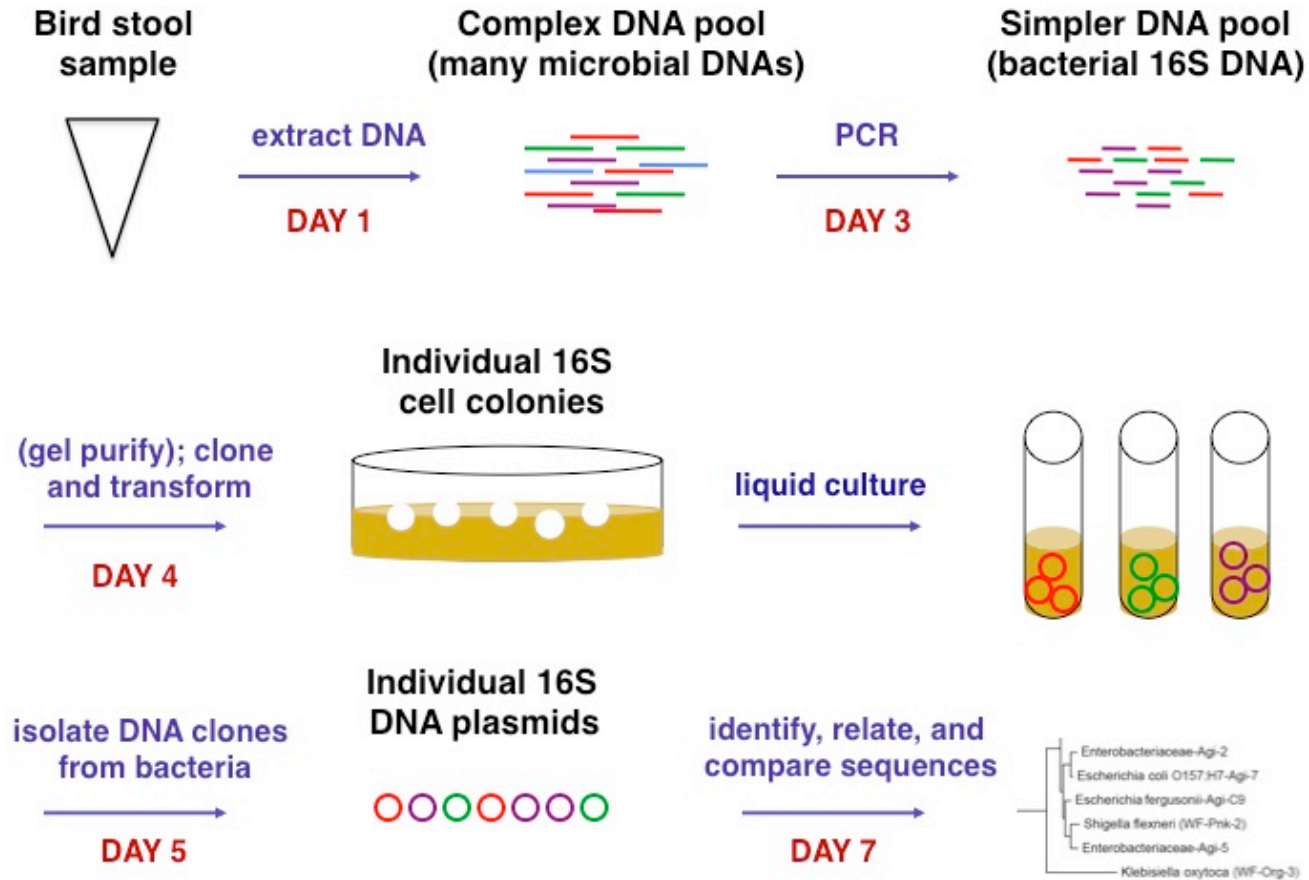 Bird stool
sample
Complex DNA pool
(many microbial DNAs)
Simpler DNA pool
(bacterial 16S DNA)
extract DNA
DAY 1
PCR
DAY 3
Individual 16S
cell colonies
(gel purify); clone
and transform
DAY 4
liquid culture
Individual 16S
DNA plasmids
isolate DNA clones
from bacteria
DAY 5
identify, relate, and
compare sequences
DAY 7
Enterobacteriaceae-Agi-2
Escherichia coli O157:H7-Agi-7
Escherichia fergusonii-Agi-C9
Shigella flexneri (WF-Pnk-2)
Enterobacteriaceae-Agi-5
Klebisiella oxytoca (WF-Org-3)